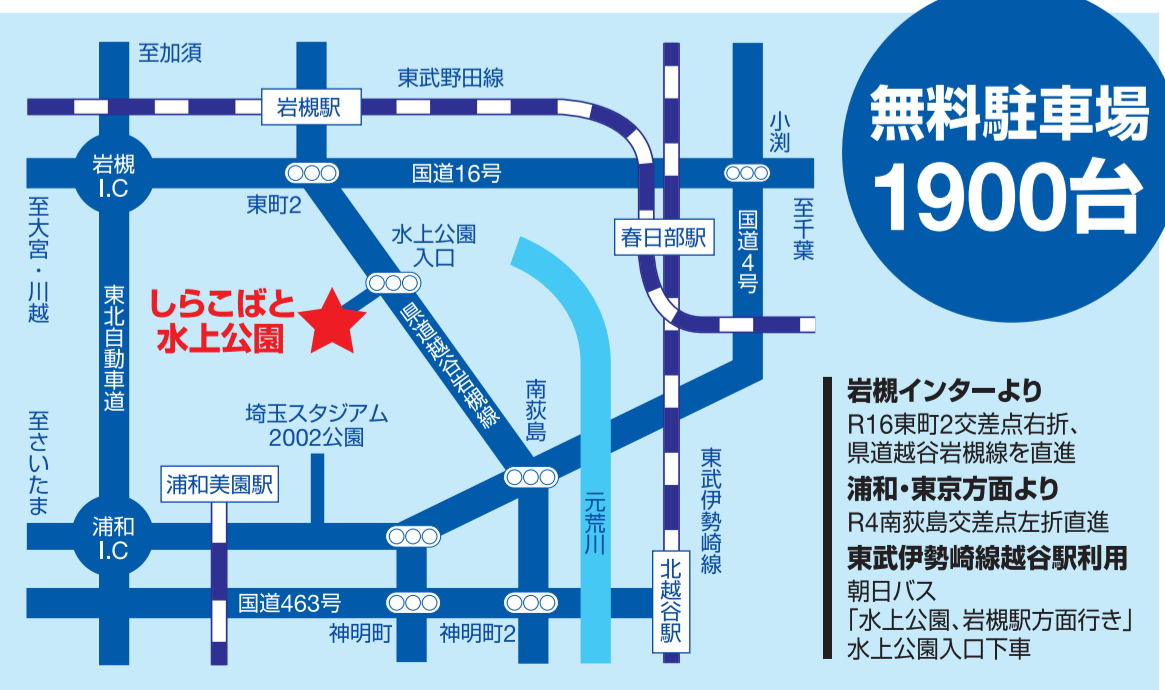 至加須
東武野田線
岩槻駅
小渕
無料駐車場
1900台
岩槻
I.C
国道16号
東町2
至大宮・川越
至千葉
水上公園
入口
春日部駅
国道4号
しらこばと
水上公園
東北自動車道
県道越谷岩槻線
南荻島
埼玉スタジアム
2002公園
至さいたま
浦和美園駅
東武伊勢崎線
元荒川
浦和
I.C
北越谷駅
国道463号
神明町
神明町2
岩槻インターより
R16東町2交差点右折、
県道越谷岩槻線を直進
浦和・東京方面より
R4南荻島交差点左折直進
東武伊勢崎線越谷駅利用
朝日バス
「水上公園、岩槻駅方面行き」
水上公園入口下車